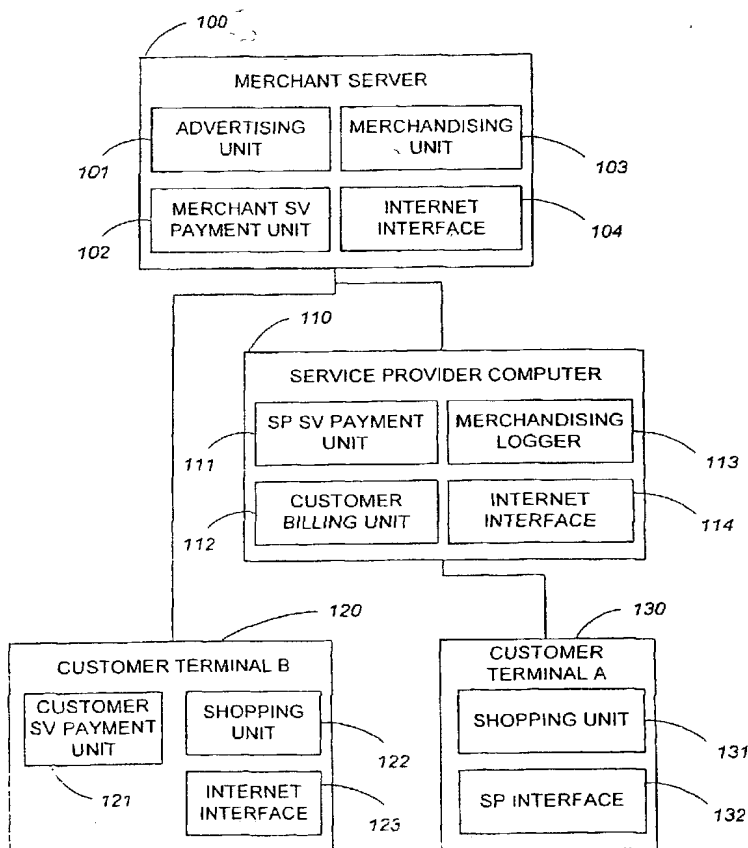 100
MERCHANT SERVER
ADVERTISING
UNIT
MERCHANDISING
UNIT
101
103
MERCHANT SV
PAYMENT UNIT
INTERNET
INTERFACE
102
104
110
SERVICE PROVIDER COMPUTER
SP SV PAYMENT
UNIT
MERCHANDISING
LOGGER
111
113
CUSTOMER
BILLING UNIT
INTERNET
INTERFACE
112
114
120
CUSTOMER TERMINAL B
CUSTOMER
SV PAYMENT
UNIT
SHOPPING
UNIT
121
122
INTERNET
INTERFACE
123
130
CUSTOMER
TERMINAL A
SHOPPING UNIT
131
SP INTERFACE
132